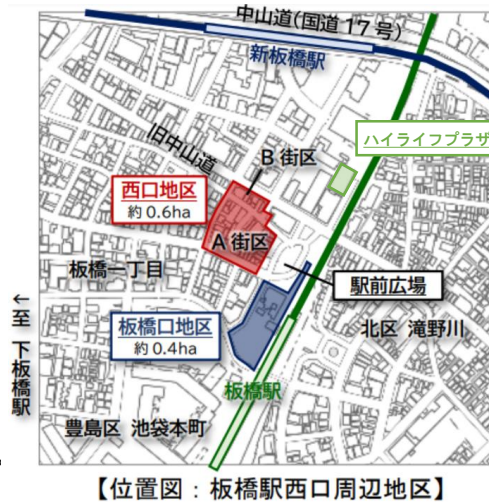 中山道(国道 17 号)
新板橋駅
ハイライフプラザ
旧中山道
B 街区
西口地区
約 0.6ha
A 街区
駅前広場
板橋一丁目
←至 下板橋駅
板橋口地区
約 0.4ha
北区 滝野川
板橋駅
豊島区 池袋本町
【位置図:板橋駅西口周辺地区】